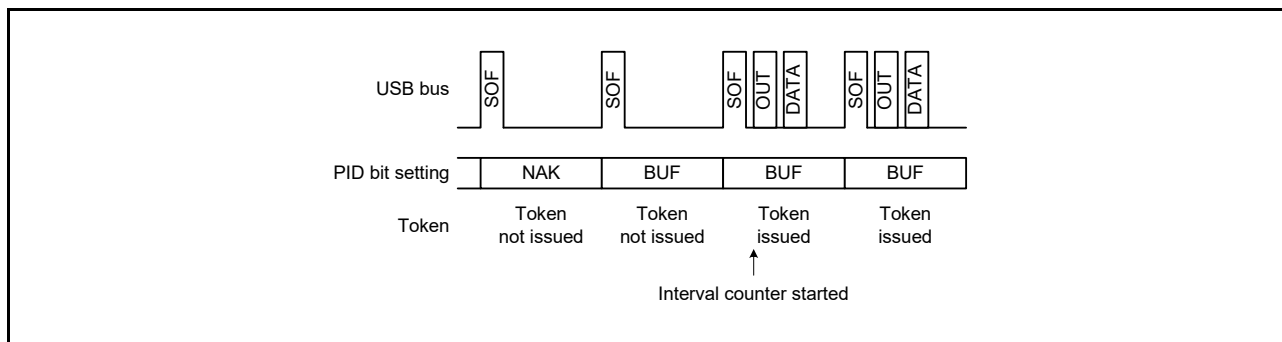 USB bus
SOF
SOF
SOF
OUT
DATA
SOF
OUT
DATA
PID bit setting
NAK
BUF
BUF
BUF
Token
Token
not issued
Token
not issued
Token
issued
Token
issued
Interval counter started